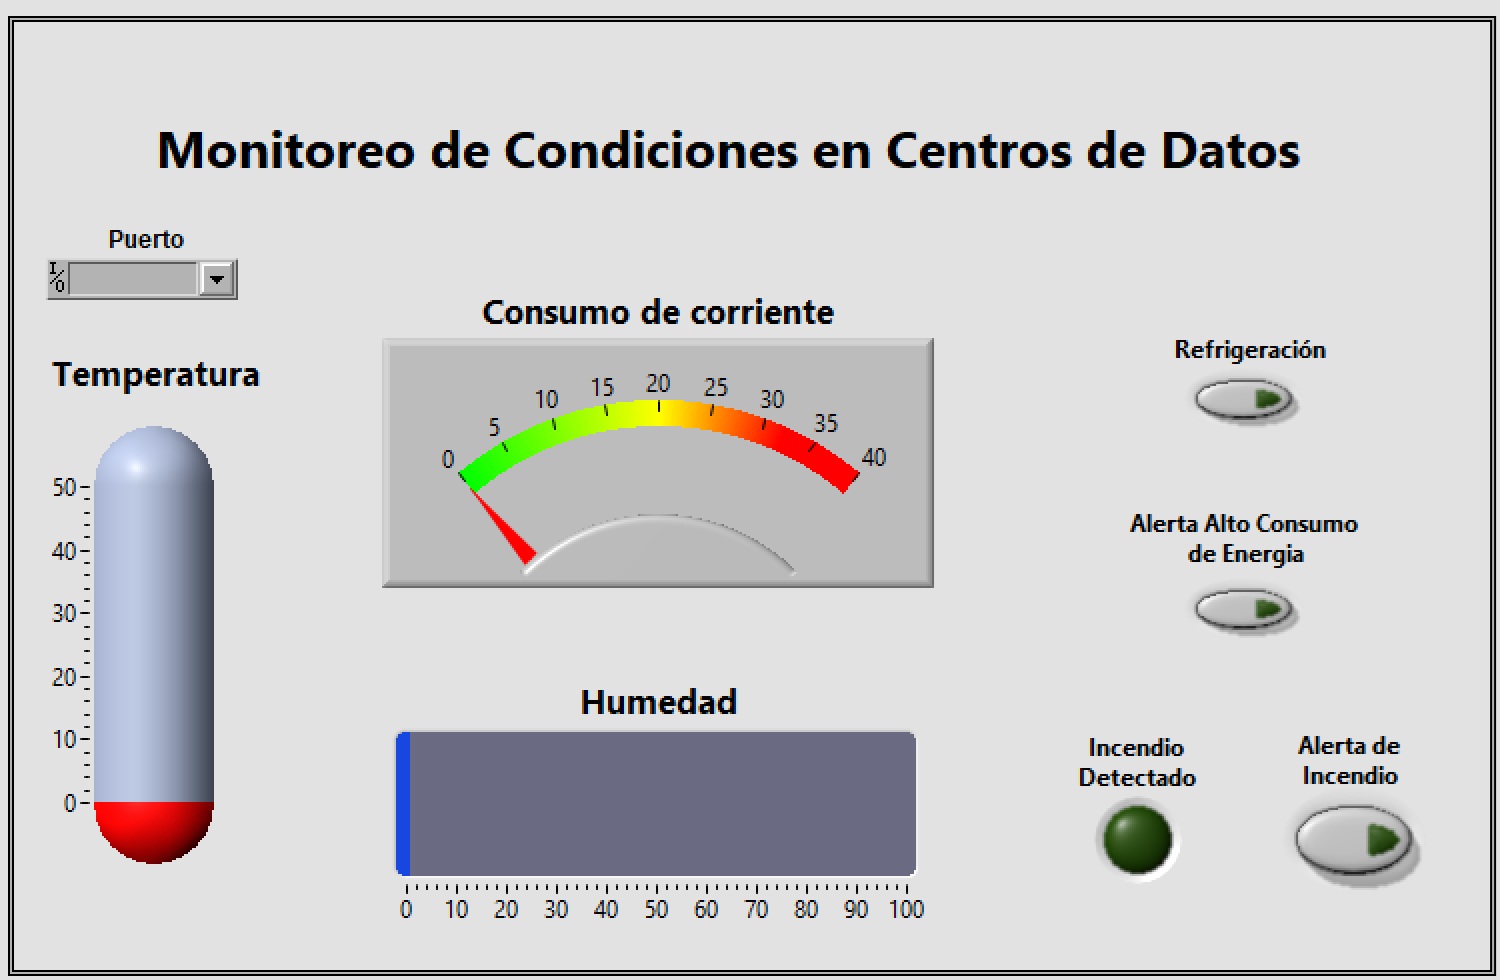 Monitoreo de Condiciones en Centros de Datos
Puerto
I/O
Temperatura
50
40
30
20
10
0
Consumo de corriente
0
5
10
15
20
25
30
35
40
Humedad
0 10 20 30 40 50 60 70 80 90 100
Refrigeración
Alerta Alto Consumo
de Energia
Incendio
Detectado
Alerta de
Incendio